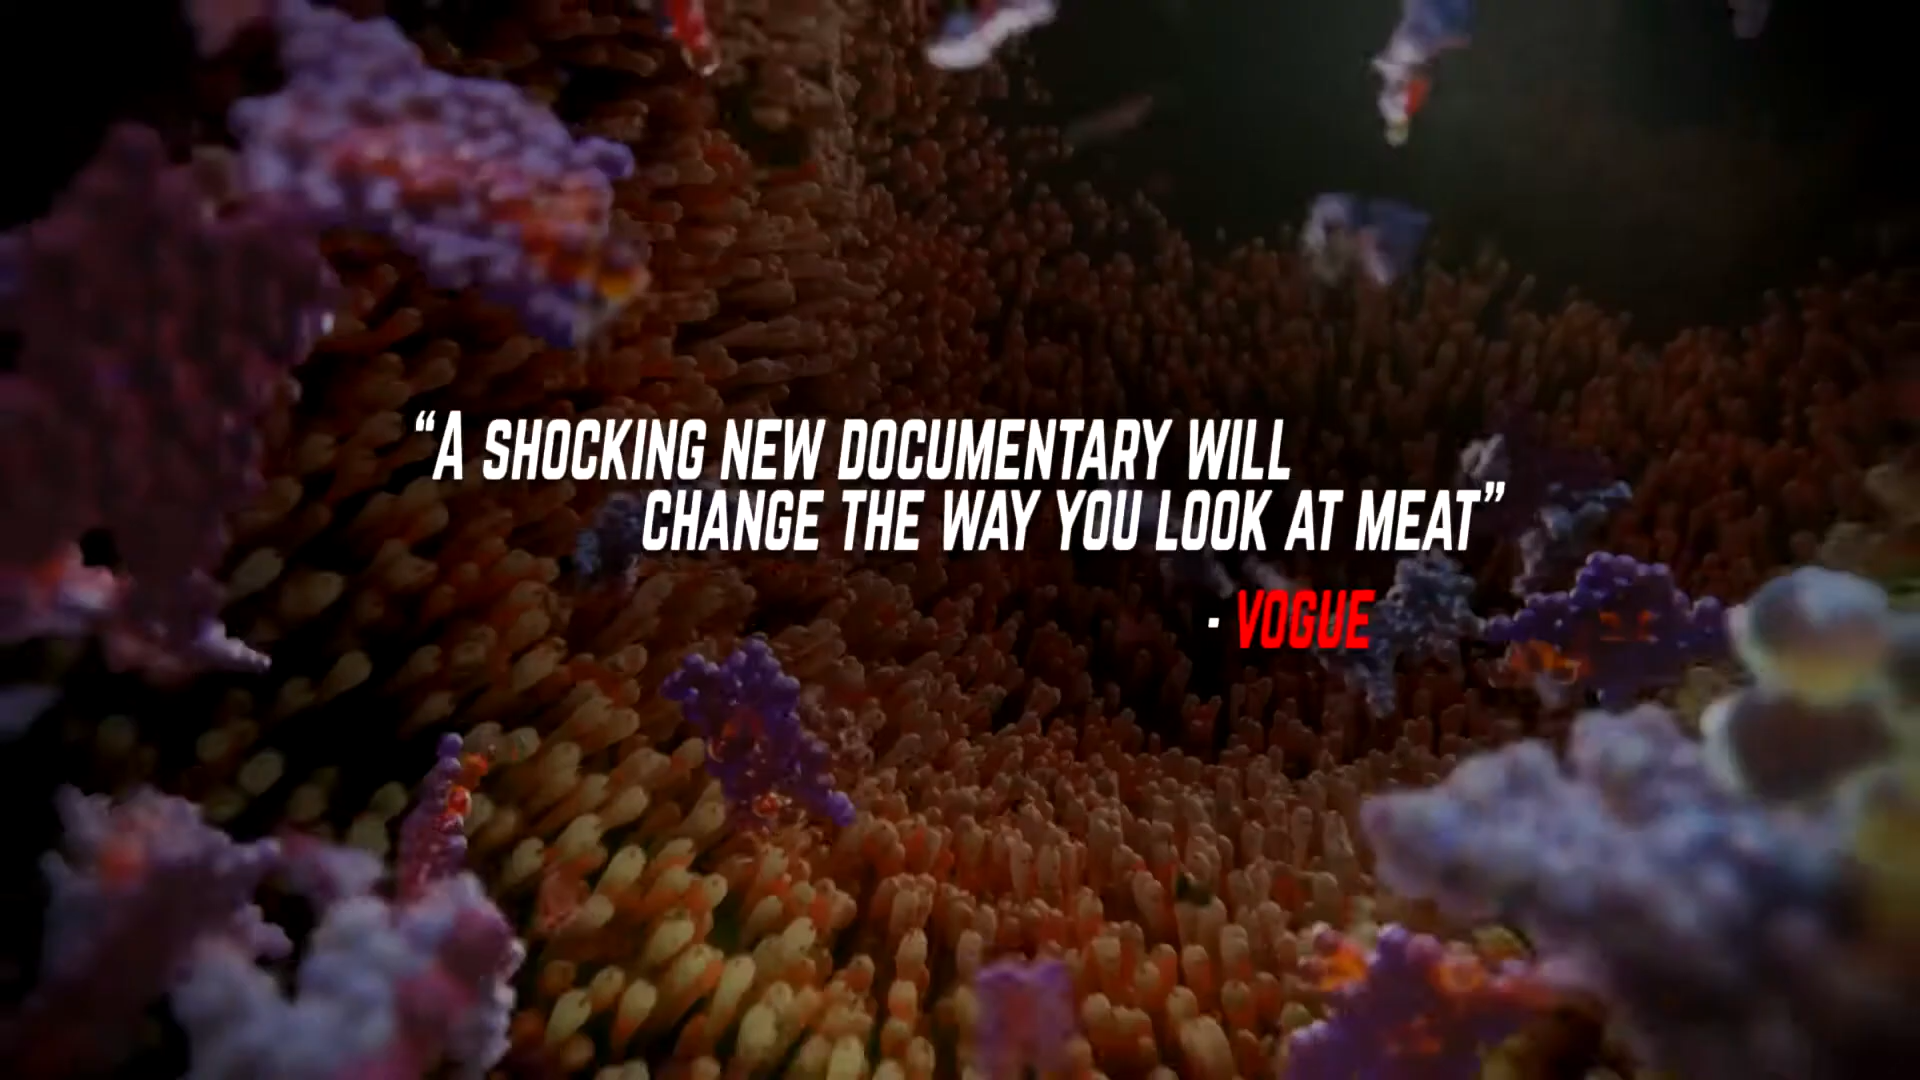 “A SHOCKING NEW DOCUMENTARY WILL
CHANGE THE WAY YOU LOOK AT MEAT”
- VOGUE